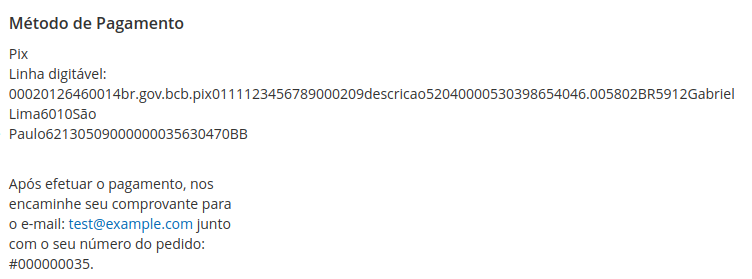 Método de Pagamento
Pix
Linha digitável:
00020126460014br.gov.bcb.pix0111123456789000209descricao52040000530398654046.005802BR5912Gabriel
Lima6010São
Paulo62130509000000035630470BB
Após efetuar o pagamento, nos
encaminhe seu comprovante para
o e-mail: test@example.com junto
com o seu número do pedido:
#000000035.